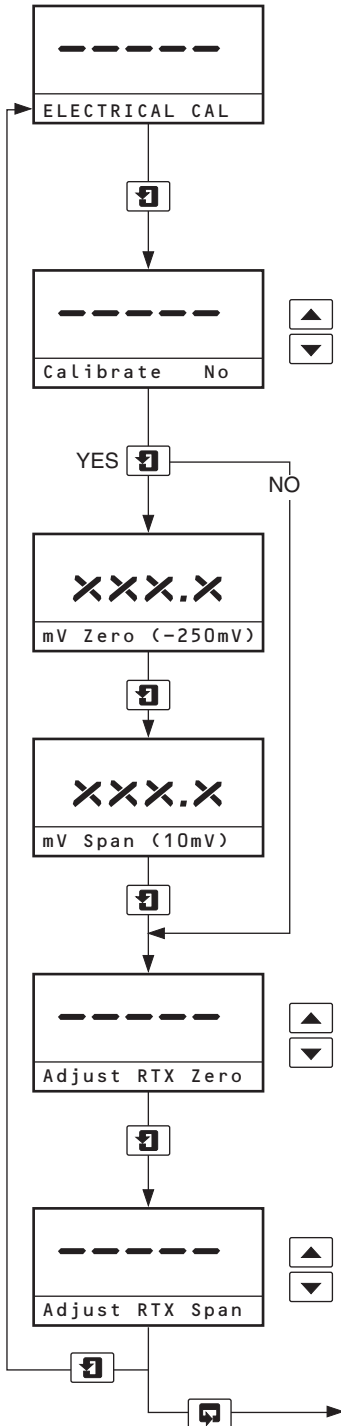 -----
ELECTRICAL CAL
-----
Calibrate No
YES
NO
xxx.x
mV Zero (-250mV)
xxx.x
mV Span (10mV)
-----
Adjust RTX Zero
-----
Adjust RTX Span